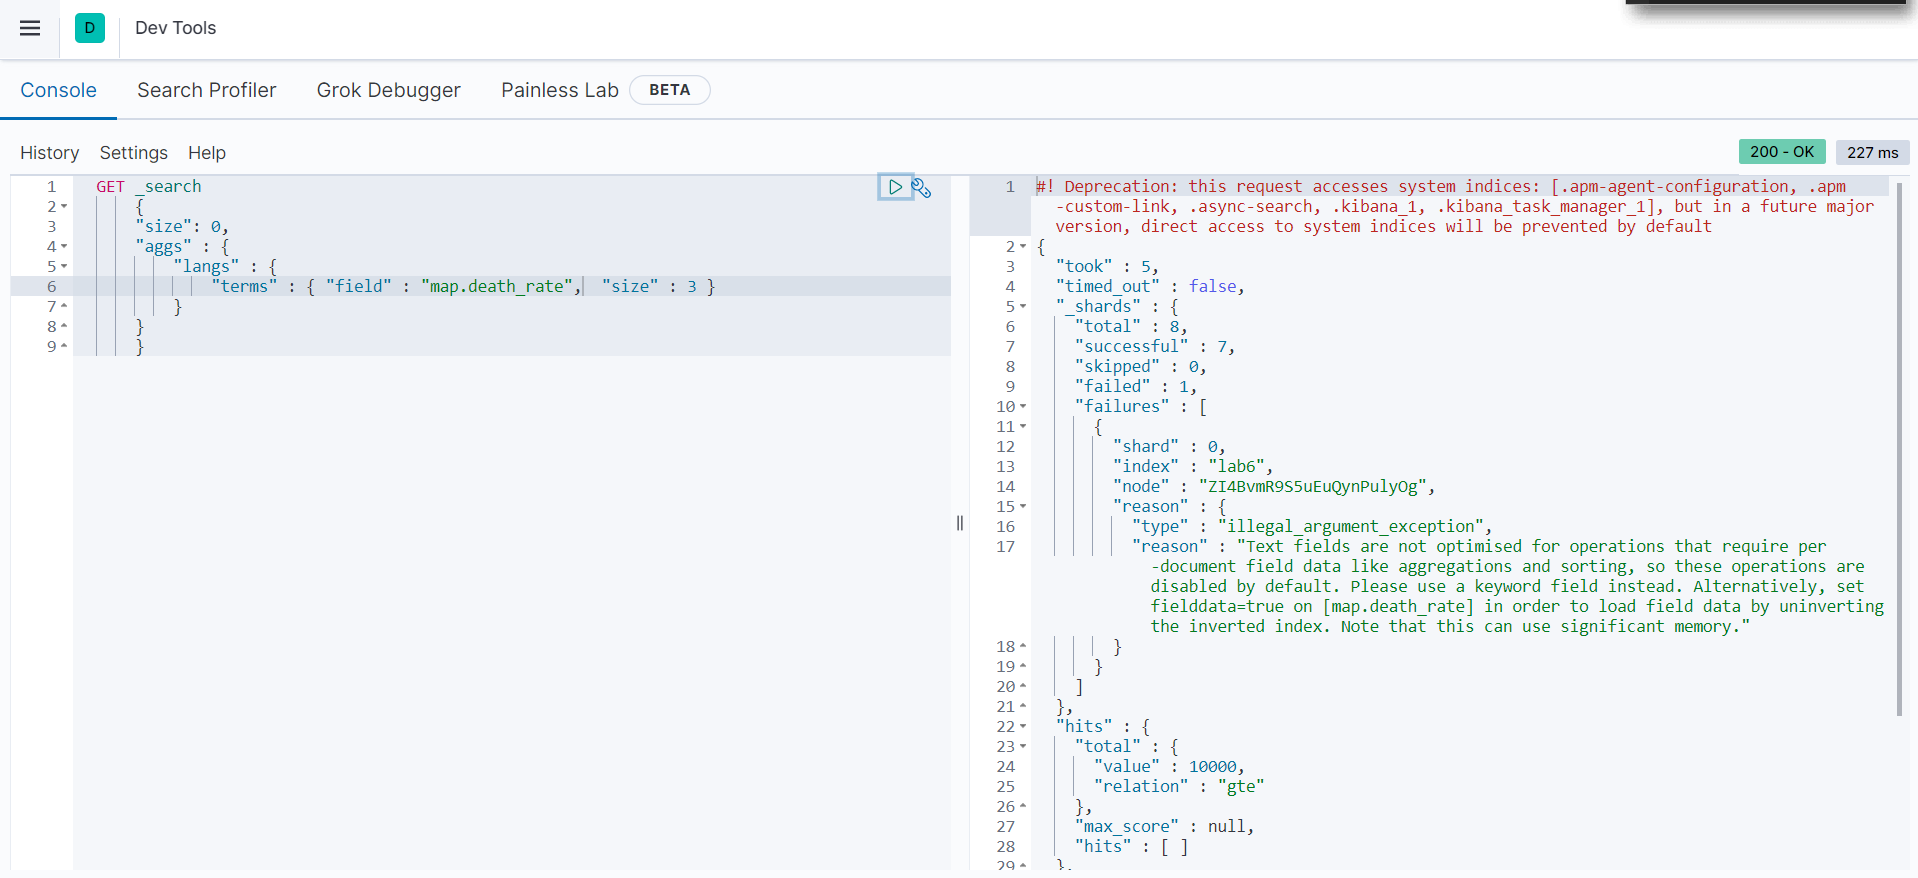 D Dev Tools
Console Search Profiler Grok Debugger Painless Lab BETA
History Settings Help
200 - OK 227 ms
1 GET _search
2 {
3 "size": 0,
4 "aggs" : {
5 "langs" : {
6 "terms" : { "field" : "map.death_rate", "size" : 3 }
7 }
8 }
9 }
1 #! Deprecation: this request accesses system indices: [.apm-agent-configuration, .apm
-custom-link, .async-search, .kibana_1, .kibana_task_manager_1], but in a future major
version, direct access to system indices will be prevented by default
2 {
3 "took" : 5,
4 "timed_out" : false,
5 "_shards" : {
6 "total" : 8,
7 "successful" : 7,
8 "skipped" : 0,
9 "failed" : 1,
10 "failures" : [
11 {
12 "shard" : 0,
13 "index" : "lab6",
14 "node" : "ZI4BvmR9S5uEuQynPulyOg",
15 "reason" : {
16 "type" : "illegal_argument_exception",
17 "reason" : "Text fields are not optimised for operations that require per
-document field data like aggregations and sorting, so these operations are
disabled by default. Please use a keyword field instead. Alternatively, set
fielddata=true on [map.death_rate] in order to load field data by uninverting
the inverted index. Note that this can use significant memory."
18 }
19 }
20 ]
21 },
22 "hits" : {
23 "total" : {
24 "value" : 10000,
25 "relation" : "gte"
26 },
27 "max_score" : null,
28 "hits" : [ ]
29 },